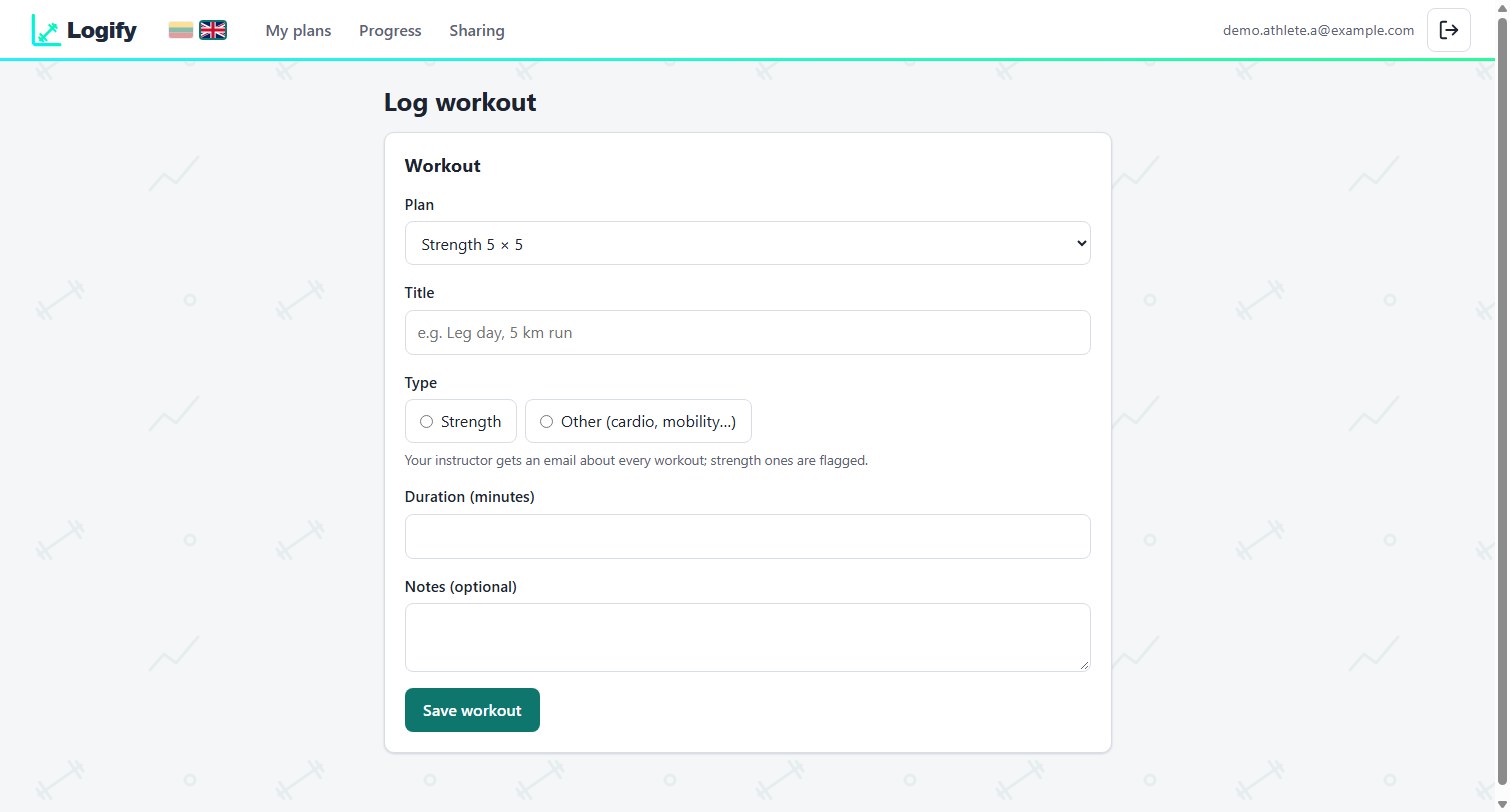 Logify
My plans Progress Sharing
demo.athlete.a@example.com
Log workout
Workout
Plan
Strength 5 × 5
Title
e.g. Leg day, 5 km run
Type
Strength Other (cardio, mobility...)
Your instructor gets an email about every workout; strength ones are flagged.
Duration (minutes)
Notes (optional)
Save workout